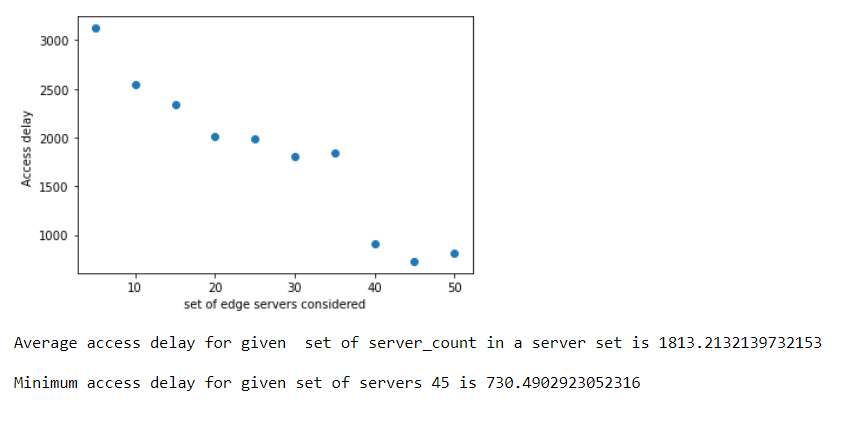 3000
2500
2000
1500
1000
Access delay
10 20 30 40 50
set of edge servers considered
Average access delay for given  set of server_count in a server set is 1813.2132139732153
Minimum access delay for given set of servers 45 is 730.4902923052316